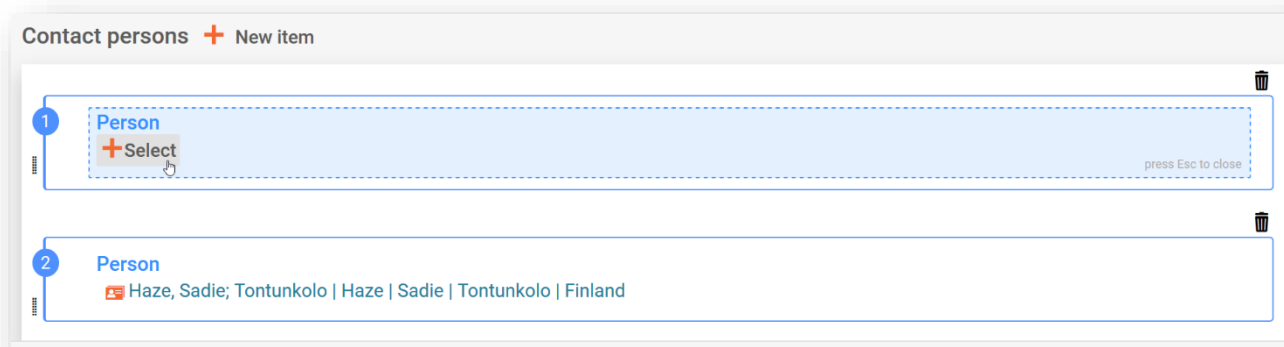 Contact persons + New item
1
Person
+Select
press Esc to close
2
Person
Haze, Sadie; Tontunkolo | Haze | Sadie | Tontunkolo | Finland